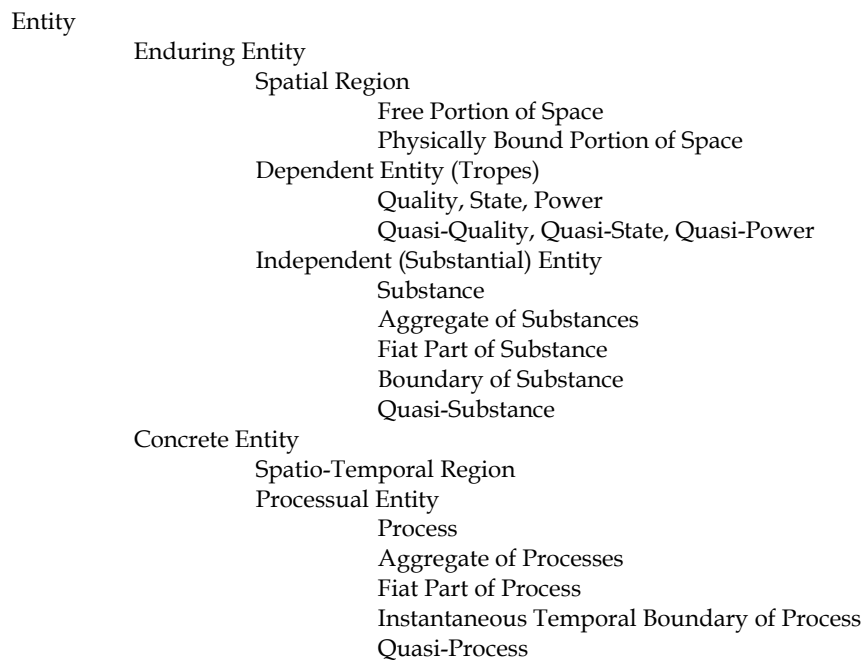 Entity
Enduring Entity
Spatial Region
Free Portion of Space
Physically Bound Portion of Space
Dependent Entity (Tropes)
Quality, State, Power
Quasi-Quality, Quasi-State, Quasi-Power
Independent (Substantial) Entity
Substance
Aggregate of Substances
Fiat Part of Substance
Boundary of Substance
Quasi-Substance
Concrete Entity
Spatio-Temporal Region
Processual Entity
Process
Aggregate of Processes
Fiat Part of Process
Instantaneous Temporal Boundary of Process
Quasi-Process